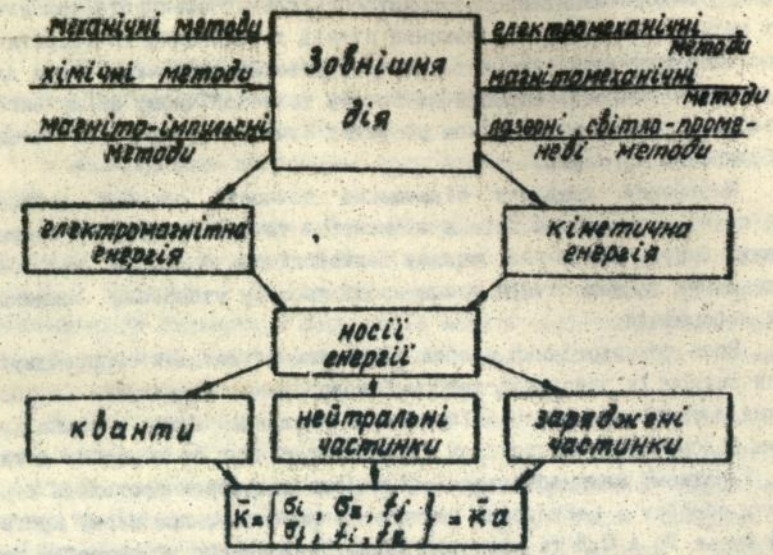 механічні методи
хімічні методи
магніто-імпульсні
методи
Зовнішня
дія
електромеханічні
методи
магнітомеханічні
методи
лазерні світло-проме-
неві методи
електромагнітна
енергія
кінетична
енергія
носії
енергії
кванти
нейтральні
частинки
заряджені
частинки